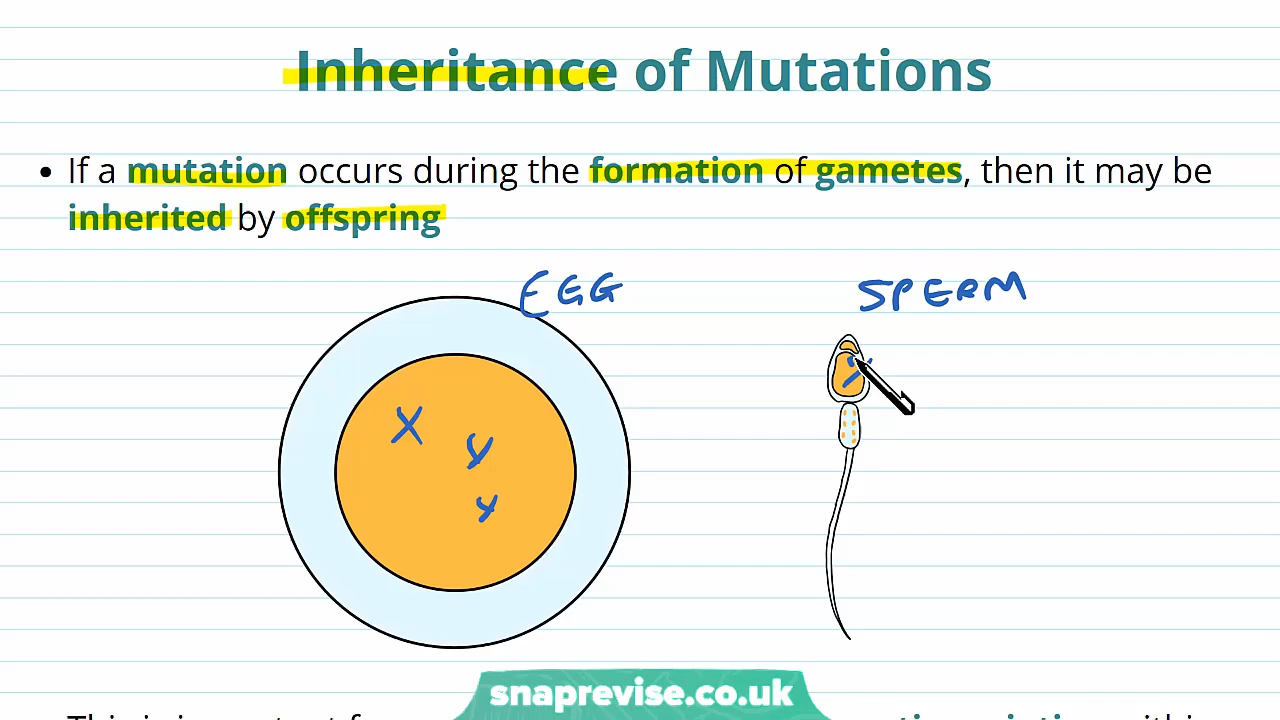 Inheritance of Mutations
• If a mutation occurs during the formation of gametes, then it may be
inherited by offspring
EGG
SPERM
snaprevise.co.uk